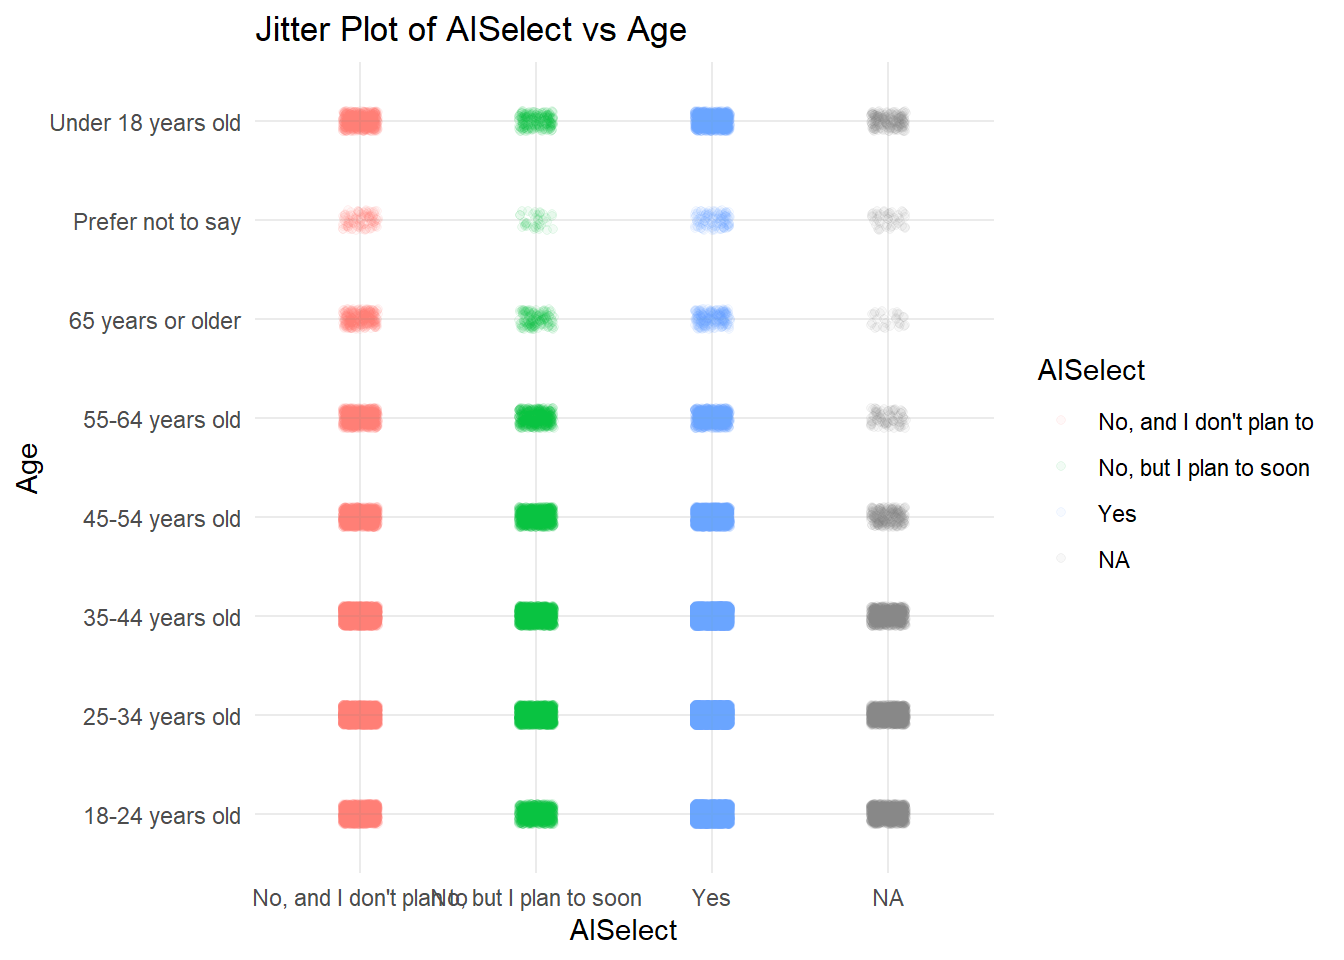 Jitter Plot of AISelect vs Age
Under 18 years old
Prefer not to say
65 years or older
55-64 years old
45-54 years old
35-44 years old
25-34 years old
18-24 years old
Age
No, and I don't plan to
No, but I plan to soon
Yes
NA
AISelect
AISelect
No, and I don't plan to
No, but I plan to soon
Yes
NA